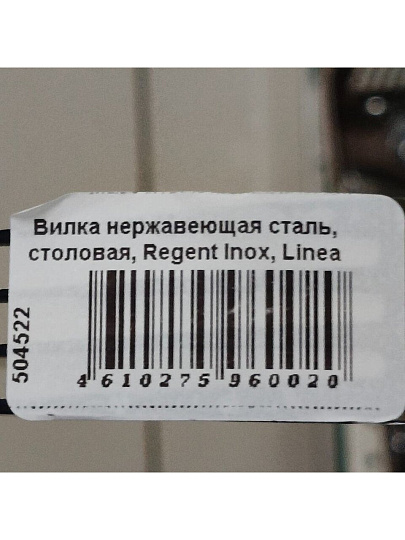 Вилка нержавеющая сталь,
столовая, Regent Inox, Linea
504522
4 610275 960020